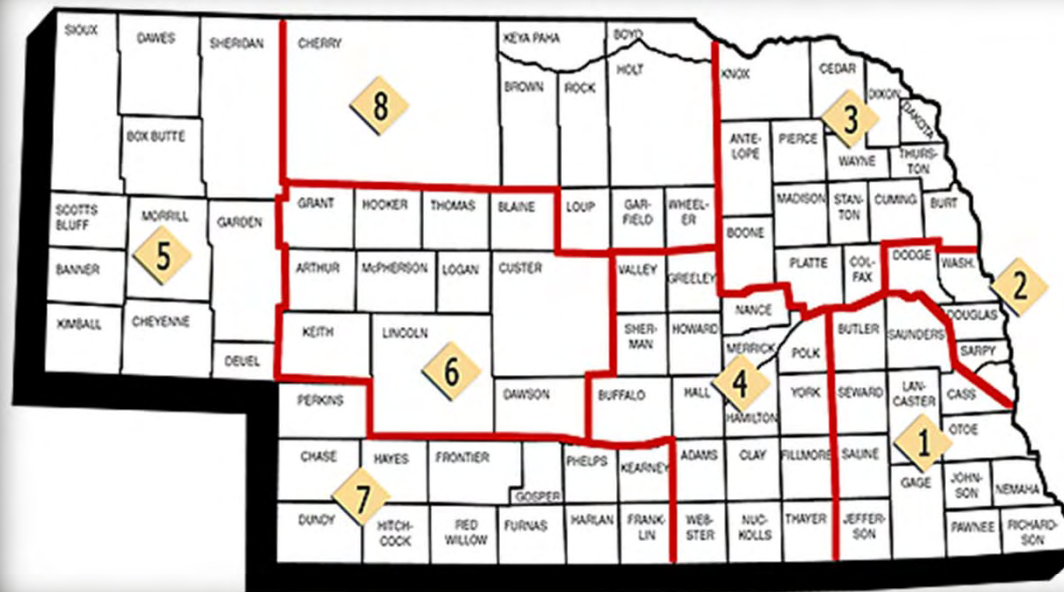 SIOUX
DAWES
SHERIDAN
CHERRY
KEYA PAHA
BOYD
BROWN
ROCK
HOLT
KNOX
CEDAR
DIXON
DAKOTA
8
3
BOX BUTTE
ANTE-
LOPE
PIERCE
WAYNE
THURS-
TON
SCOTTS
BLUFF
MORRILL
GARDEN
GRANT
HOOKER
THOMAS
BLAINE
LOUP
GAR-
FIELD
WHEEL-
ER
BOONE
MADISON
STAN-
TON
CUMING
BURT
5
BANNER
ARTHUR
McPHERSON
LOGAN
CUSTER
VALLEY
GREELEY
PLATTE
COL-
FAX
DODGE
WASH.
2
KIMBALL
CHEYENNE
DEUEL
KEITH
LINCOLN
SHER-
MAN
HOWARD
NANCE
MERRICK
POLK
BUTLER
SAUNDERS
DOUGLAS
SARPY
6
PERKINS
DAWSON
BUFFALO
HALL
4
HAMILTON
YORK
SEWARD
LAN-
CASTER
CASS
OTOE
1
CHASE
HAYES
FRONTIER
GOSPER
PHELPS
KEARNEY
ADAMS
CLAY
FILLMORE
SALINE
GAGE
JOHN-
SON
NEMAHA
7
DUNDY
HITCH-
COCK
RED
WILLOW
FURNAS
HARLAN
FRANK-
LIN
WEB-
STER
NUC-
KOLLS
THAYER
JEFFER-
SON
PAWNEE
RICHARD-
SON